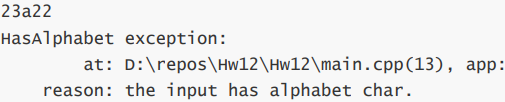 23a22
HasAlphabet exception:
at: D:\repos\Hw12\Hw12\main.cpp(13), app:
reason: the input has alphabet char.